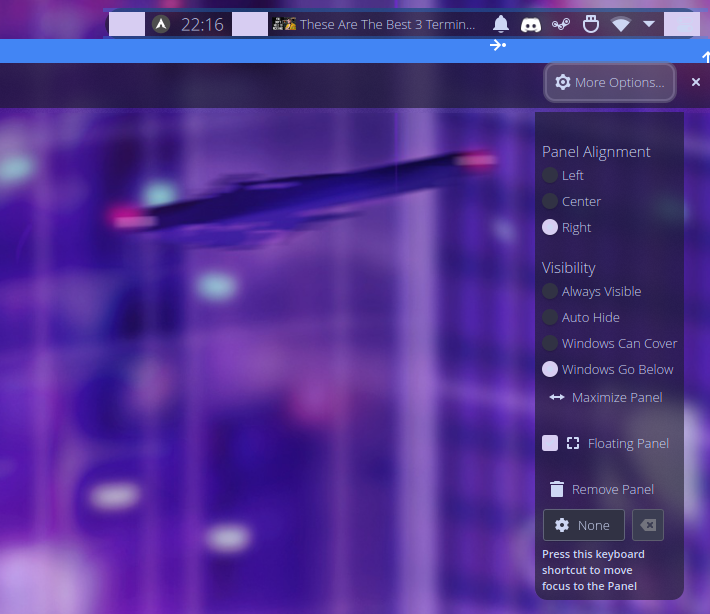 22:16
These Are The Best 3 Termin...
More Options...
Panel Alignment
Left
Center
Right
Visibility
Always Visible
Auto Hide
Windows Can Cover
Windows Go Below
Maximize Panel
Floating Panel
Remove Panel
None
Press this keyboard
shortcut to move
focus to the Panel